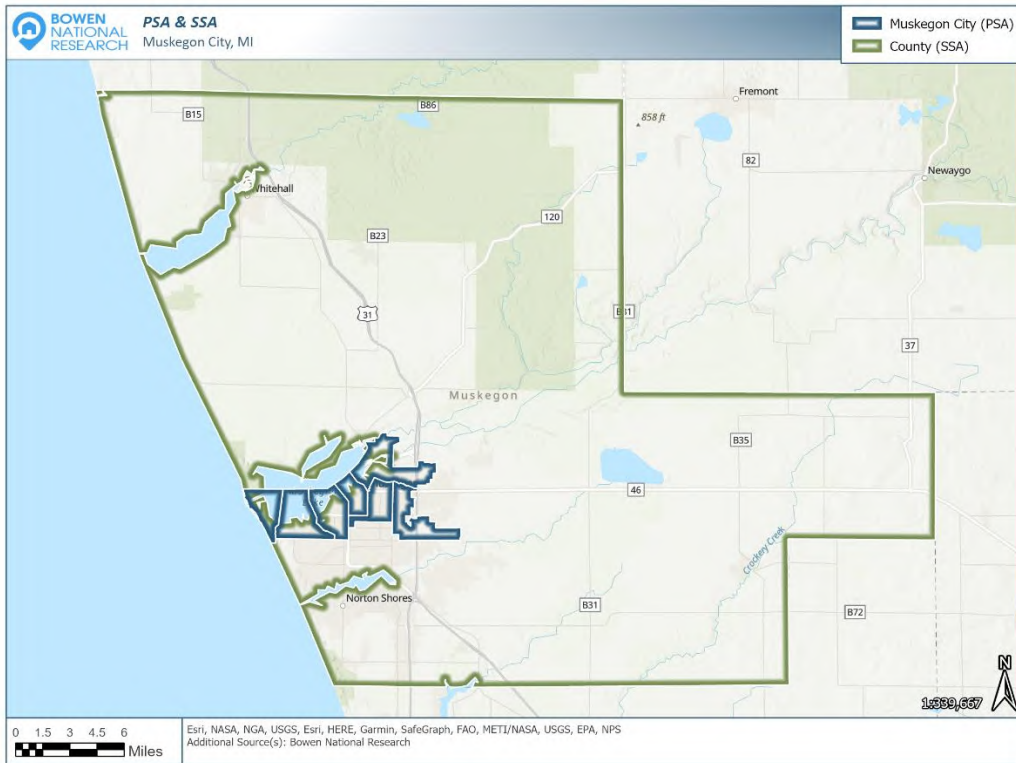 BOWEN
NATIONAL
RESEARCH
PSA & SSA
Muskegon City, MI
Muskegon City (PSA)
County (SSA)
B86
Fremont
858 ft
B15
82
Newaygo
Whitehall
120
B23
B31
31
37
Muskegon
B35
46
Crockery Creek
Norton Shores
B31
B72
N
1:339,667
0 1.5 3 4.5 6
Miles
Esri, NASA, NGA, USGS, Esri, HERE, Garmin, SafeGraph, FAO, METI/NASA, USGS, EPA, NPS
Additional Source(s): Bowen National Research